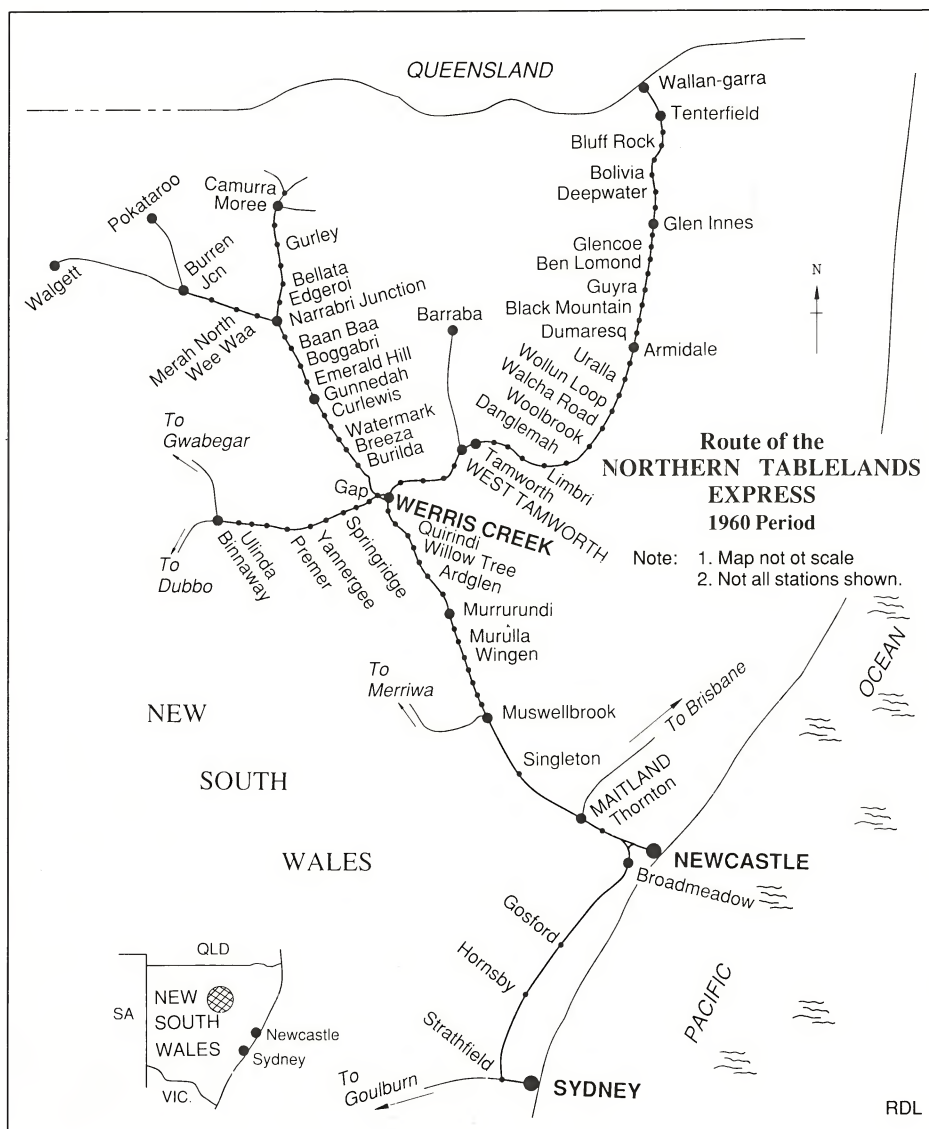 QUEENSLAND
Wallan-garra
Tenterfield
Bluff Rock
Bolivia
Deepwater
Glen Innes
Glencoe
Ben Lomond
Guyra
Black Mountain
Dumaresq
Armidale
Uralla
Wollun Loop
Walcha Road
Woolbrook
Danglemah
Limbri
Tamworth
WEST TAMWORTH
Barraba
N
Camurra
Moree
Gurley
Bellata
Edgeroi
Narrabri Junction
Pokataroo
Walgett
Burren
Jcn
Merah North
Wee Waa
Baan Baa
Boggabri
Emerald Hill
Gunnedah
Curlewis
Watermark
Breeza
Burilda
Gap
WERRIS CREEK
To
Gwabegar
To
Dubbo
Binnaway
Ulinda
Premer
Yannergee
Springridge
Quirindi
Willow Tree
Ardglen
Murrurundi
Murulla
Wingen
To
Merriwa
Muswellbrook
Singleton
To Brisbane
MAITLAND
Thornton
NEWCASTLE
Broadmeadow
Gosford
Hornsby
Strathfield
SYDNEY
To
Goulburn
Route of the
NORTHERN TABLELANDS
EXPRESS
1960 Period
Note: 1. Map not ot scale
2. Not all stations shown.
NEW
SOUTH
WALES
PACIFIC
OCEAN
QLD
SA
NEW
SOUTH
WALES
Newcastle
Sydney
VIC.
RDL